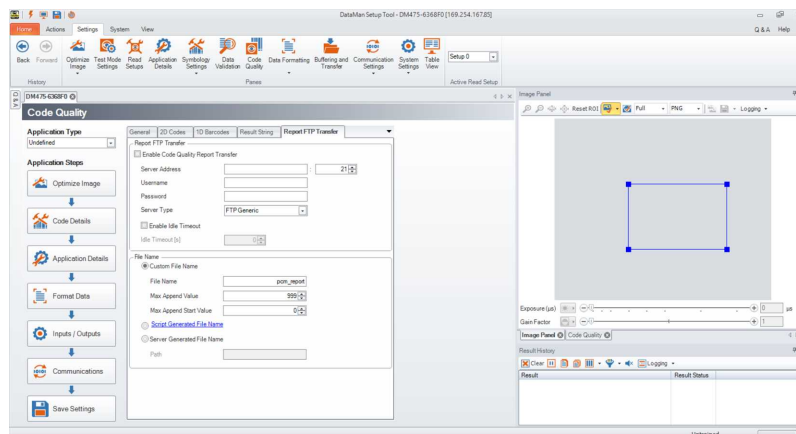 DataMan Setup Tool - DM475-6368F0 [169.254.167.85]
Home Actions Settings System View
Q & A Help
Back Forward Optimize Image Test Mode Settings Read Setups Application Details Symbology Settings Data Validation Code Quality Data Formatting Buffering and Transfer Communication Settings System Settings Table View Setup 0
History Panes Active Read Setup
Q & A
DM475-6368F0
Code Quality
Application Type
Undefined
Application Steps
Optimize Image
Code Details
Application Details
Format Data
Inputs / Outputs
Communications
Save Settings
General 2D Codes 1D Barcodes Result String Report FTP Transfer
Report FTP Transfer
Enable Code Quality Report Transfer
Server Address : 21
Username
Password
Server Type FTP Generic
Enable Idle Timeout
Idle Timeout [s] 0
File Name
Custom File Name
File Name pcm_report
Max Append Value 999
Max Append Start Value 0
Script Generated File Name
Server Generated File Name
Path
Image Panel
Reset ROI Full PNG Logging
Exposure (µs) 0 µs
Gain Factor 1
Image Panel Code Quality
Result History
Clear Logging
Result Result Status